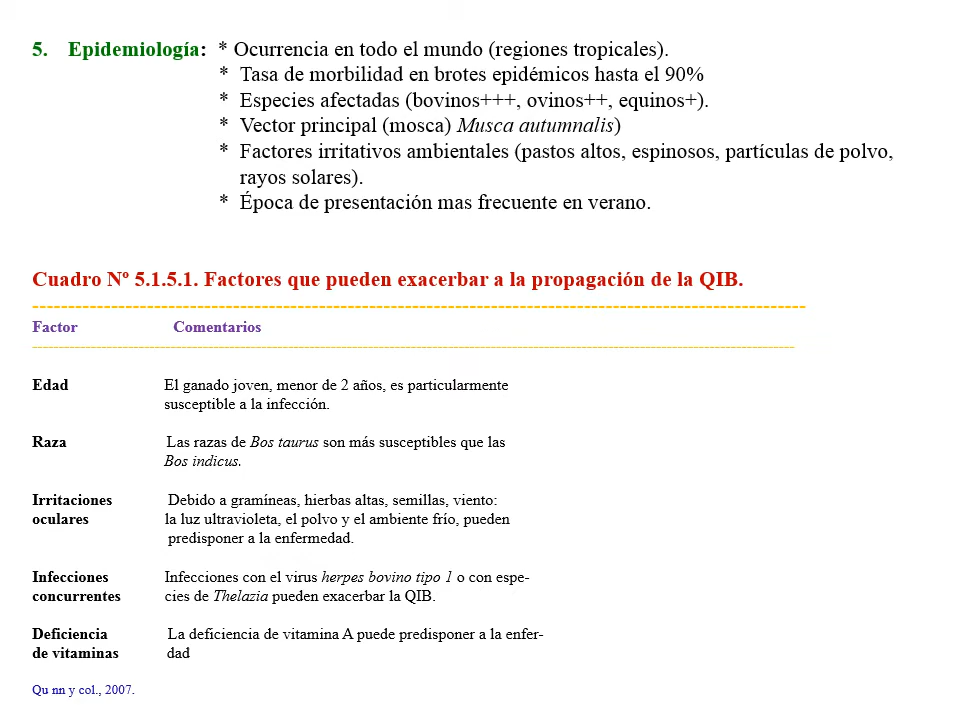 5. Epidemiología: * Ocurrencia en todo el mundo (regiones tropicales).
* Tasa de morbilidad en brotes epidémicos hasta el 90%
* Especies afectadas (bovinos+++, ovinos++, equinos+).
* Vector principal (mosca) Musca autumnalis)
* Factores irritativos ambientales (pastos altos, espinosos, partículas de polvo,
rayos solares).
* Época de presentación mas frecuente en verano.
Cuadro Nº 5.1.5.1. Factores que pueden exacerbar a la propagación de la QIB.
Factor Comentarios
Edad El ganado joven, menor de 2 años, es particularmente
susceptible a la infección.
Raza Las razas de Bos taurus son más susceptibles que las
Bos indicus.
Irritaciones Debido a gramíneas, hierbas altas, semillas, viento:
oculares la luz ultravioleta, el polvo y el ambiente frío, pueden
predisponer a la enfermedad.
Infecciones Infecciones con el virus herpes bovino tipo 1 o con espe-
concurrentes cies de Thelazia pueden exacerbar la QIB.
Deficiencia La deficiencia de vitamina A puede predisponer a la enfer-
de vitaminas dad
Qu nn y col., 2007.